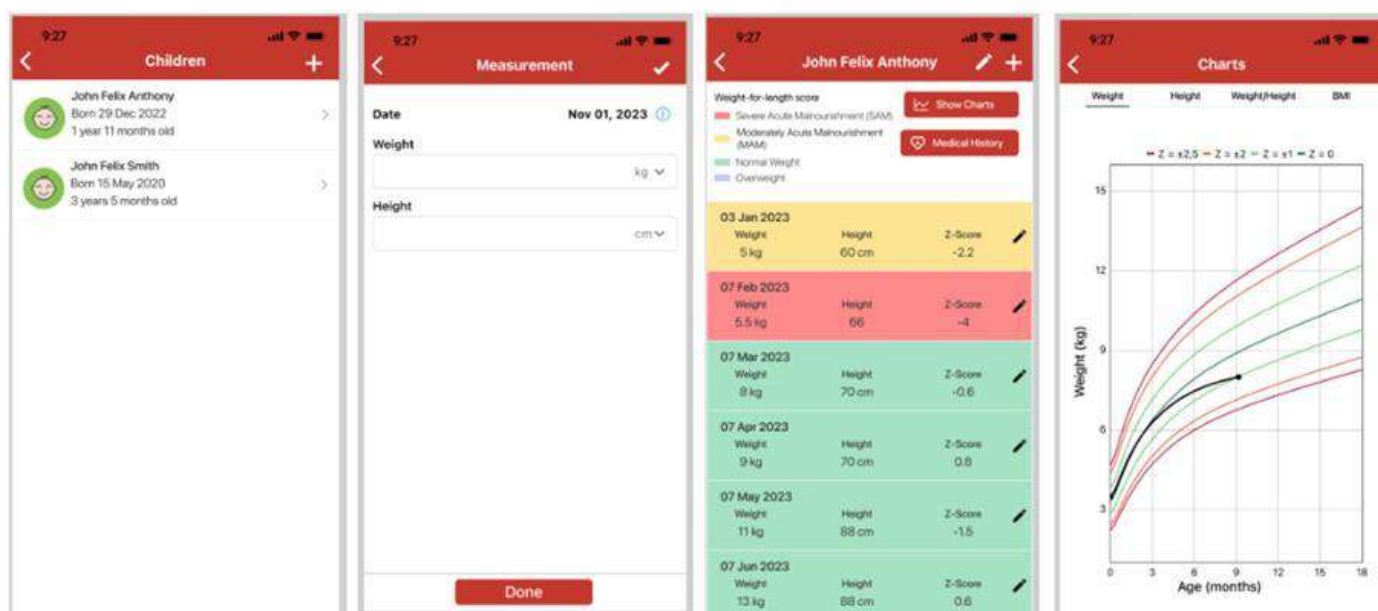 9:27
Children
John Felix Anthony
Born 29 Dec 2022
1 year 11 months old
John Felix Smith
Born 15 May 2020
3 years 5 months old
9:27
Measurement
Date Nov 01, 2023
Weight
kg
Height
cm
Done
9:27
John Felix Anthony
Weight-for-length score
Severe Acute Malnourishment (SAM)
Moderately Acute Malnourishment
(MAM)
Normal Weight
Overweight
Show Charts
Medical History
03 Jan 2023
Weight Height Z-Score
5 kg 60 cm -2.2
07 Feb 2023
Weight Height Z-Score
5.5 kg 66 -4
07 Mar 2023
Weight Height Z-Score
8 kg 70 cm -0.6
07 Apr 2023
Weight Height Z-Score
9 kg 70 cm 0.8
07 May 2023
Weight Height Z-Score
11 kg 88 cm -1.5
07 Jun 2023
Weight Height Z-Score
13 kg 88 cm 0.6
9:27
Charts
Weight Height Weight/Height BMI
Z = ±2,5 Z = ±2 Z = ±1 Z = 0
Weight (kg)
15
12
9
6
3
0 3 6 9 12 15 18
Age (months)